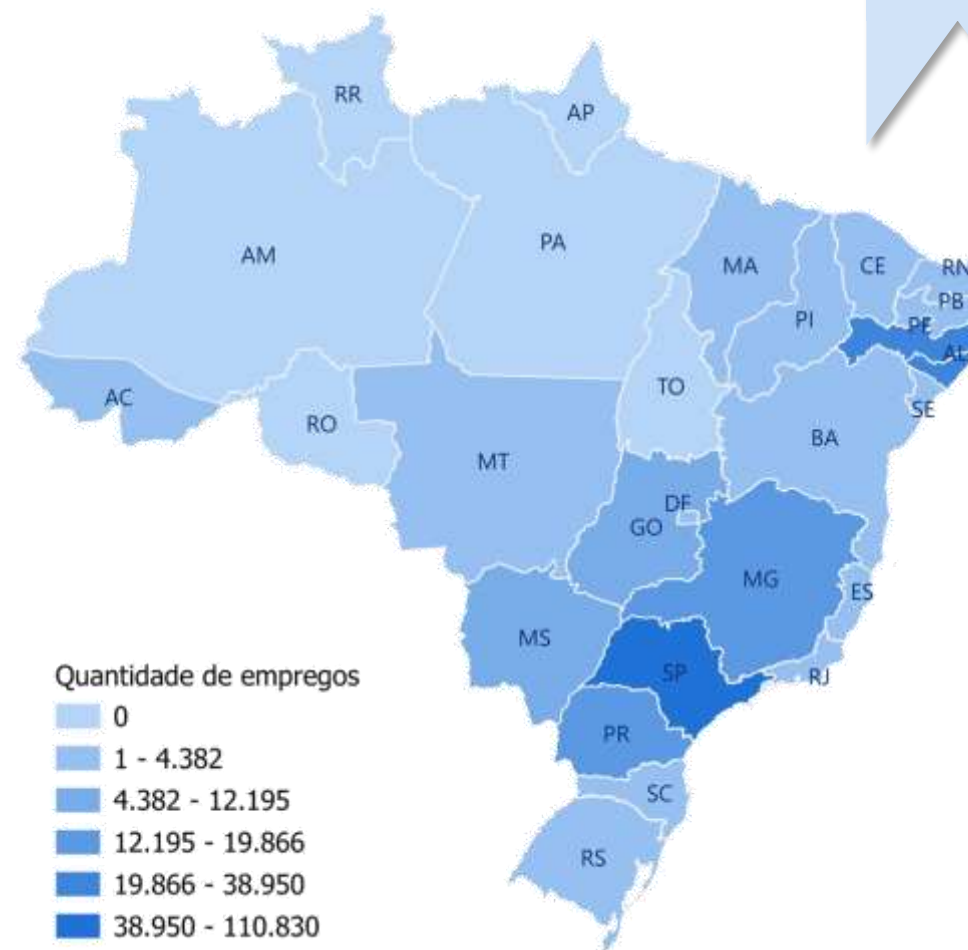 RR
AP
AM
PA
MA
CE
RN
PB
PI
PE
AL
AC
TO
SE
RO
BA
MT
DF
GO
MG
ES
MS
SP
RJ
PR
SC
RS
Quantidade de empregos
0
1 - 4.382
4.382 - 12.195
12.195 - 19.866
19.866 - 38.950
38.950 - 110.830